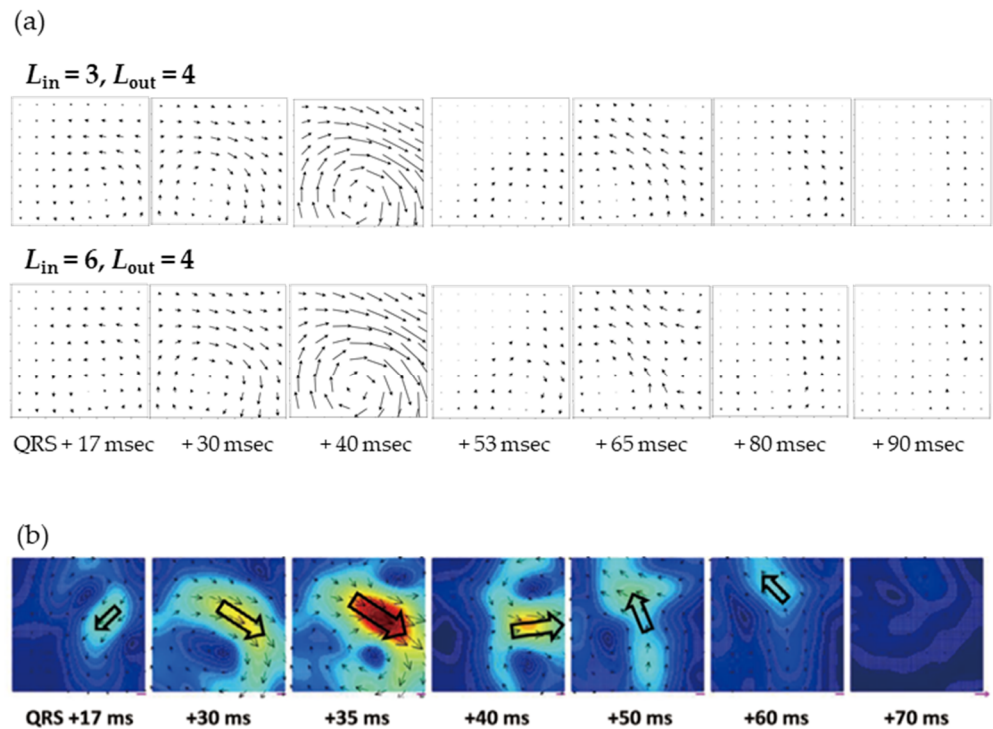 (a)
Lin = 3, Lout = 4
Lin = 6, Lout = 4
QRS + 17 msec + 30 msec + 40 msec + 53 msec + 65 msec + 80 msec + 90 msec
(b)
QRS +17 ms +30 ms +35 ms +40 ms +50 ms +60 ms +70 ms